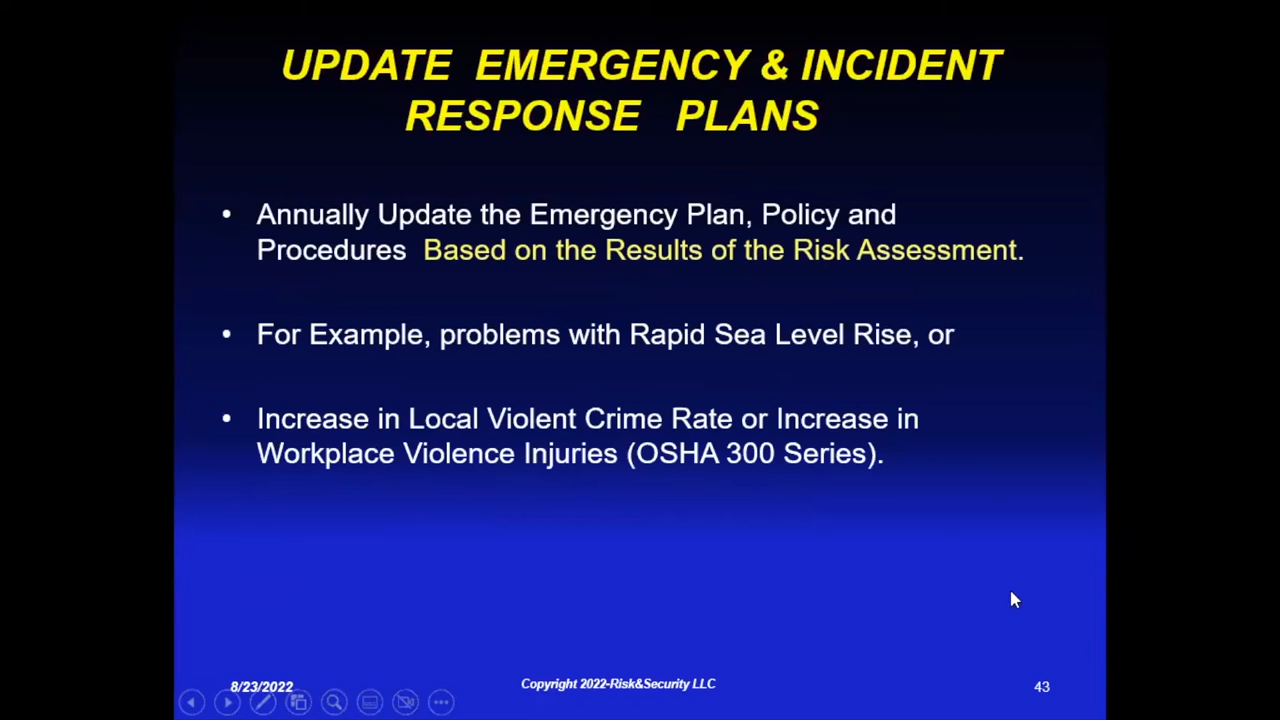 UPDATE EMERGENCY & INCIDENT
RESPONSE PLANS
• Annually Update the Emergency Plan, Policy and
Procedures Based on the Results of the Risk Assessment.
• For Example, problems with Rapid Sea Level Rise, or
• Increase in Local Violent Crime Rate or Increase in
Workplace Violence Injuries (OSHA 300 Series).
8/23/2022
Copyright 2022-Risk&Security LLC
43